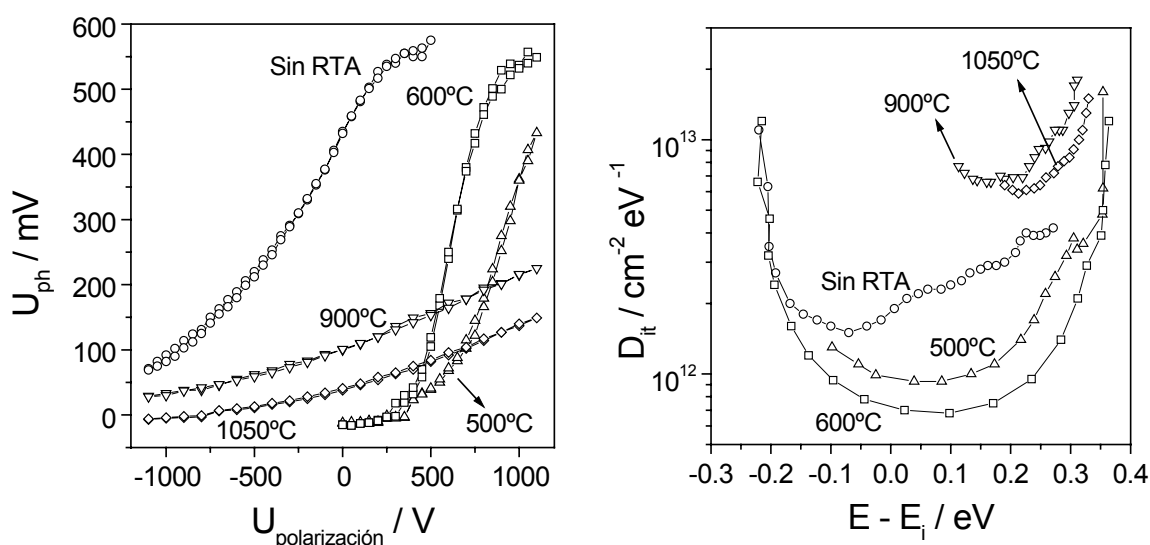 600
500
400
300
200
100
0
-1000
-500
0
500
1000
U_ph / mV
U_polarización / V
Sin RTA
600ºC
900ºC
1050ºC
500ºC
10^13
10^12
-0.3
-0.2
-0.1
0.0
0.1
0.2
0.3
0.4
D_it / cm^-2 eV^-1
E - E_i / eV
1050ºC
900ºC
Sin RTA
500ºC
600ºC